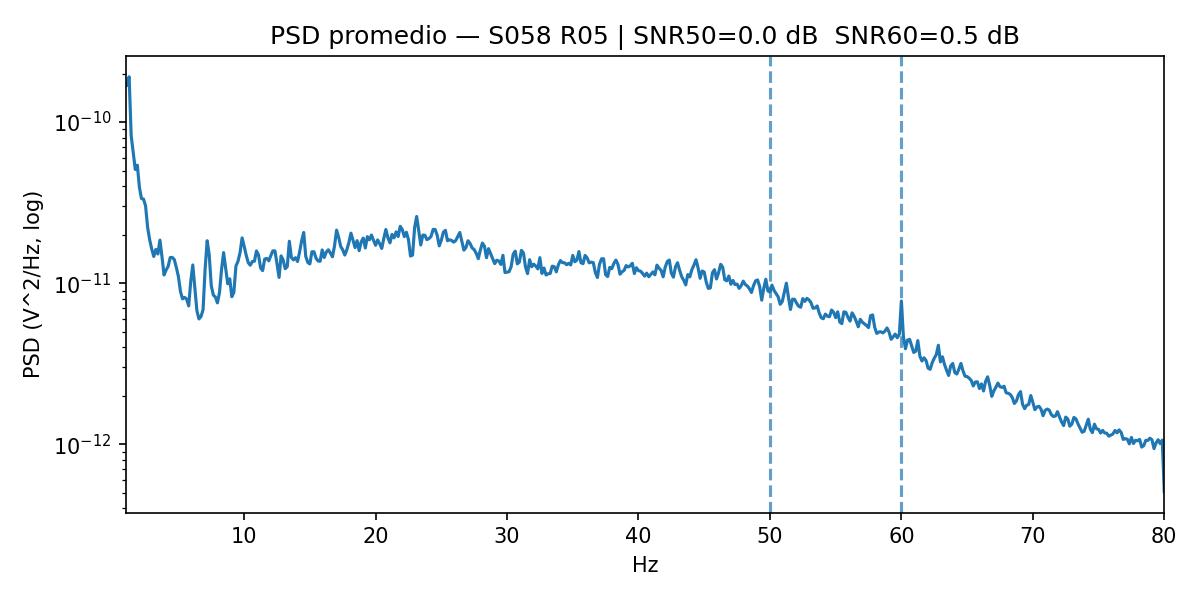 PSD promedio — S058 R05 | SNR50=0.0 dB  SNR60=0.5 dB
PSD (V^2/Hz, log)
10⁻¹⁰
10⁻¹¹
10⁻¹²
10 20 30 40 50 60 70 80
Hz